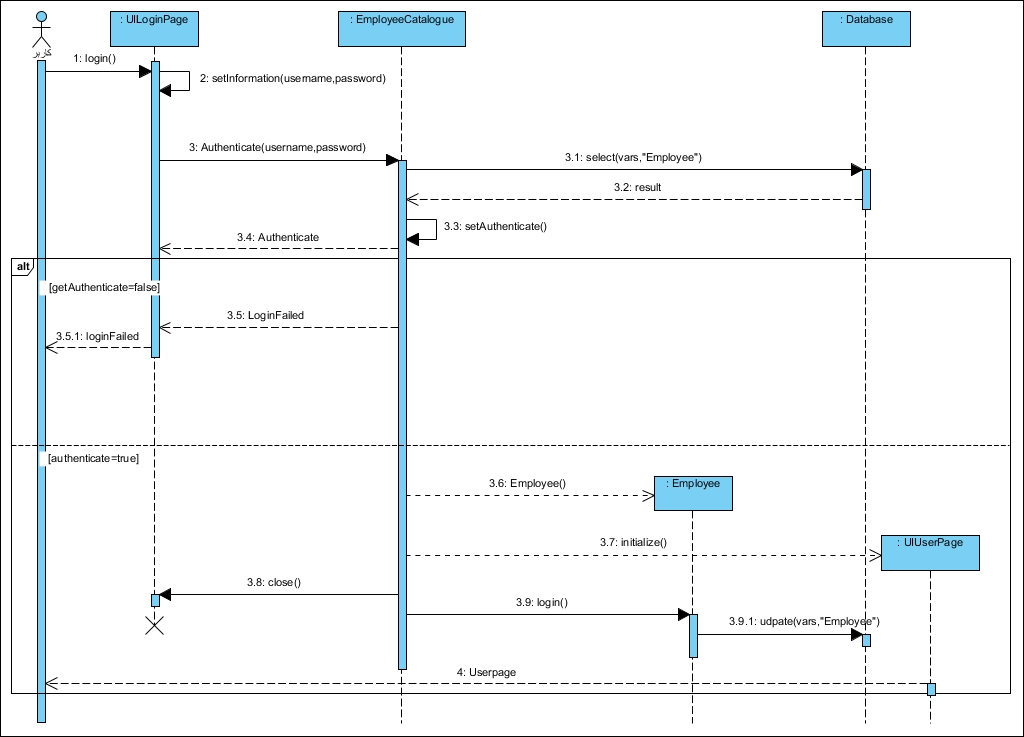 : UILoginPage
: EmployeeCatalogue
: Database
کاربر
1: login()
2: setInformation(username,password)
3: Authenticate(username,password)
3.1: select(vars,"Employee")
3.2: result
3.3: setAuthenticate()
3.4: Authenticate
alt
[getAuthenticate=false]
3.5: LoginFailed
3.5.1: loginFailed
[authenticate=true]
3.6: Employee()
: Employee
3.7: initialize()
: UIUserPage
3.8: close()
3.9: login()
3.9.1: udpate(vars,"Employee")
4: Userpage